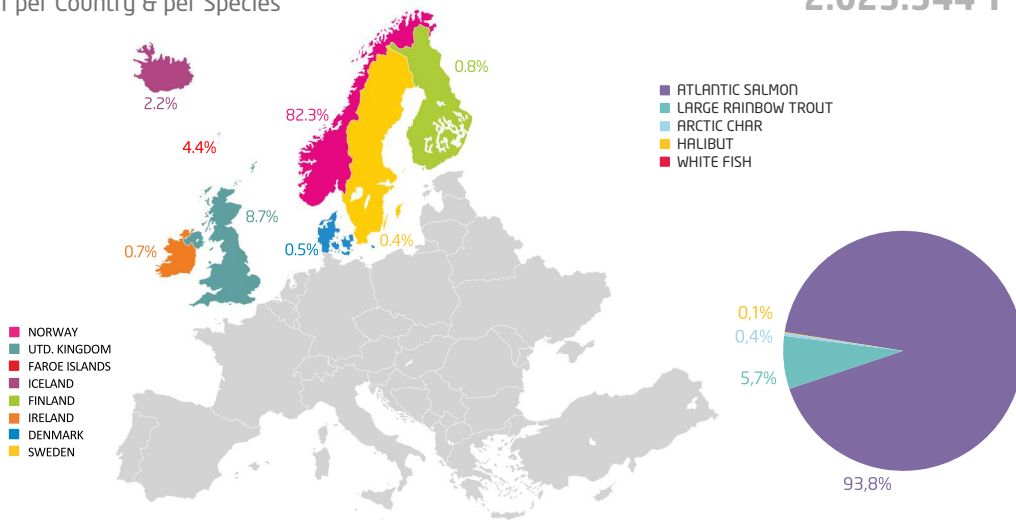 per Country & per Species
0.8%
2.2%
82.3%
4.4%
8.7%
0.7%
0.5%
0.4%
ATLANTIC SALMON
LARGE RAINBOW TROUT
ARCTIC CHAR
HALIBUT
WHITE FISH
NORWAY
UTD. KINGDOM
FAROE ISLANDS
ICELAND
FINLAND
IRELAND
DENMARK
SWEDEN
0,1%
0,4%
5,7%
93,8%